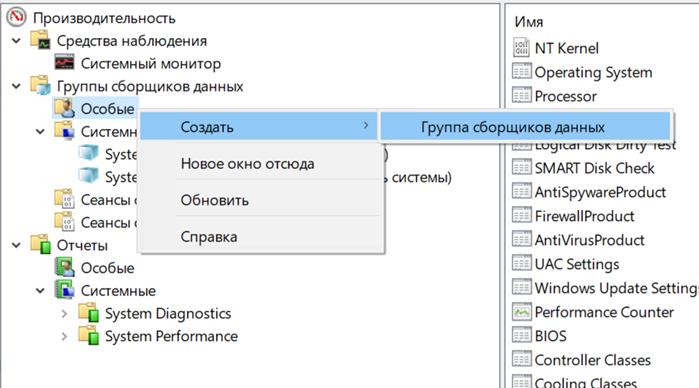 Производительность
Средства наблюдения
Системный монитор
Группы сборщиков данных
Особые
Систем
Syste
)
Syste
ь системы)
Сеансы с
Сеансы с
Отчеты
Особые
Системные
System Diagnostics
System Performance
Создать
Новое окно отсюда
Обновить
Справка
Группа сборщиков данных
Имя
NT Kernel
Operating System
Processor
Logical Disk Dirty Test
SMART Disk Check
AntiSpywareProduct
FirewallProduct
AntiVirusProduct
UAC Settings
Windows Update Settings
Performance Counter
BIOS
Controller Classes
Cooling Classes